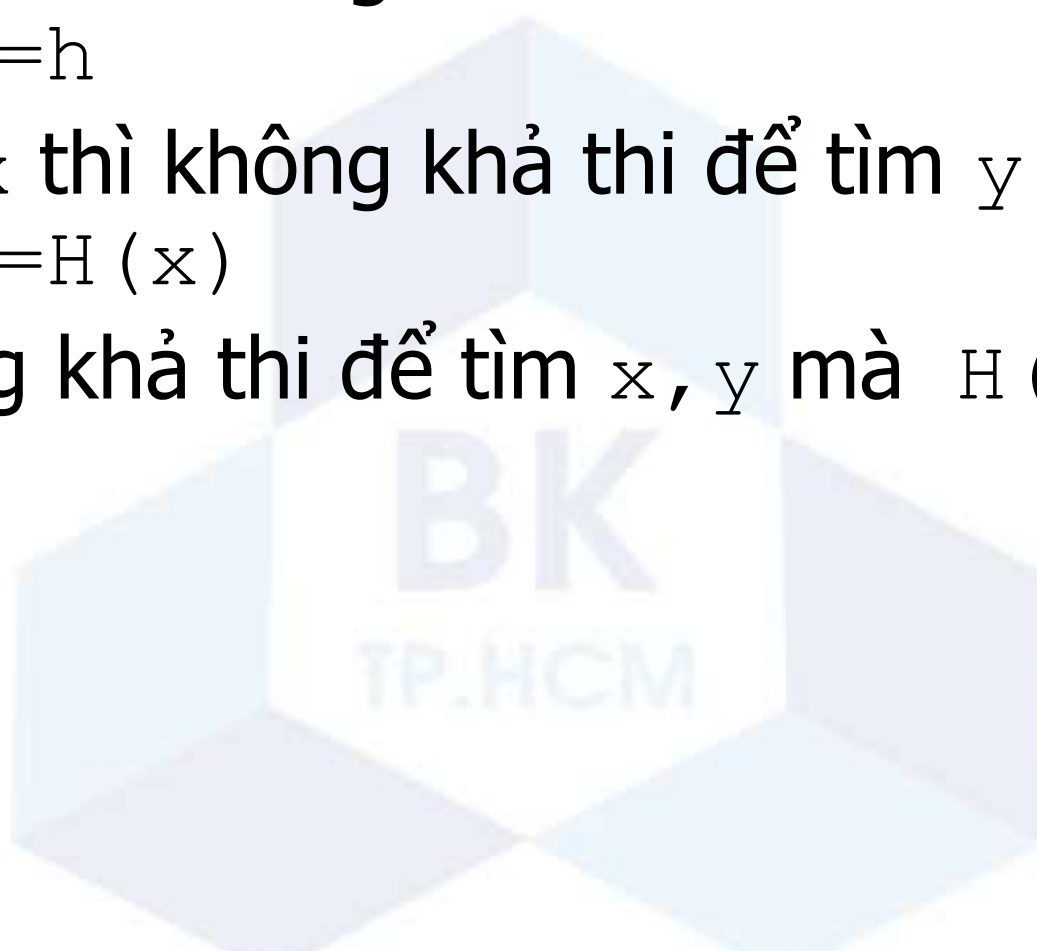 =h
thì không khả thi để tìm y
=H(x)
khả thi để tìm x,y mà H(
BK
TP.HCM